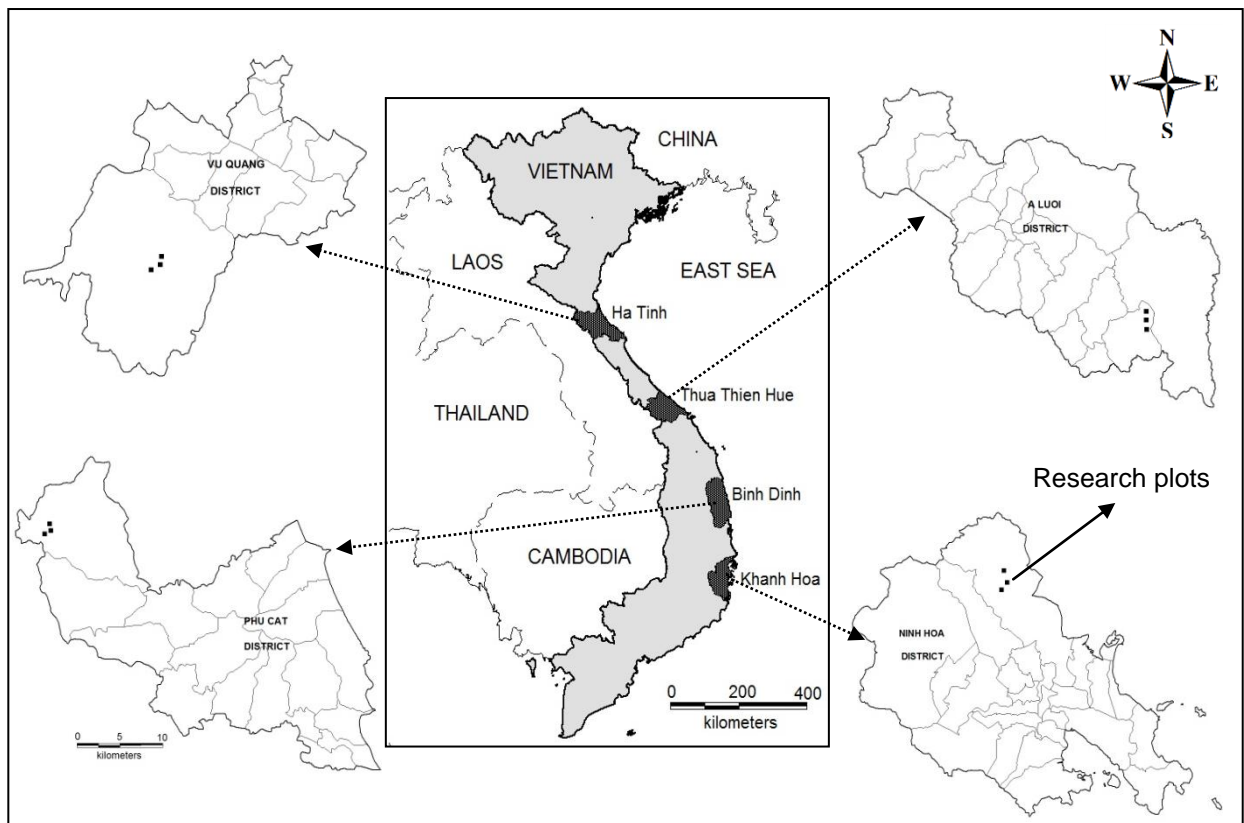 N
W E
S
VU QUANG
DISTRICT
CHINA
VIETNAM
LAOS
EAST SEA
Ha Tinh
A LUOI
DISTRICT
Thua Thien Hue
THAILAND
Binh Dinh
CAMBODIA
Khanh Hoa
0 200 400
kilometers
PHU CAT
DISTRICT
0 5 10
kilometers
Research plots
NINH HOA
DISTRICT